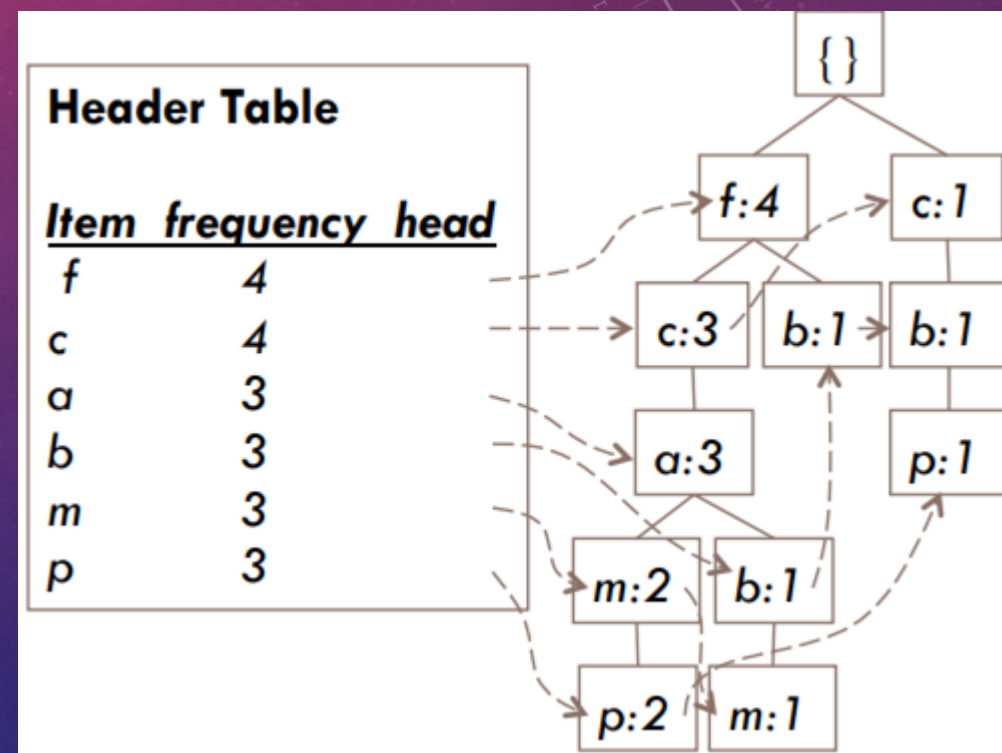 { }
Header Table
Item frequency head
f 4
c 4
a 3
b 3
m 3
p 3
f:4 c:1
c:3 b:1 b:1
a:3 p:1
m:2 b:1
p:2 m:1